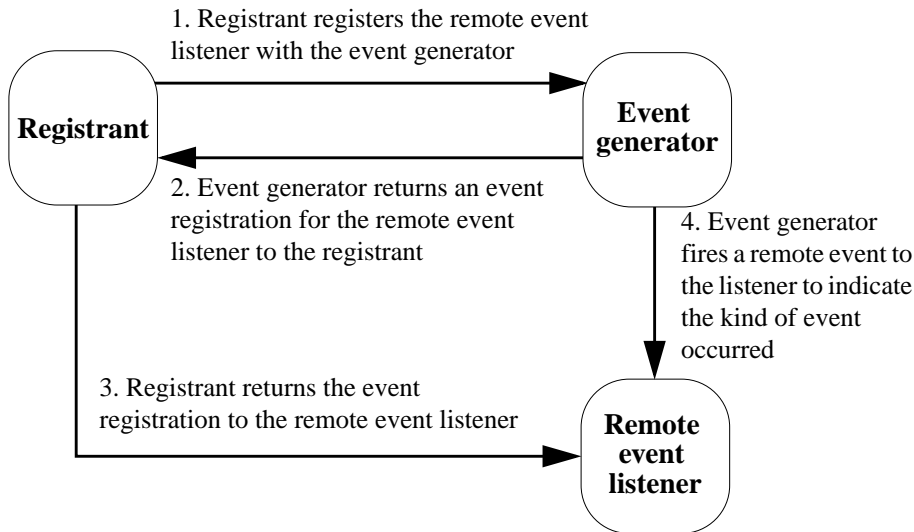 1. Registrant registers the remote event
listener with the event generator
Registrant
Event
generator
2. Event generator returns an event
registration for the remote event
listener to the registrant
4. Event generator
fires a remote event to
the listener to indicate
the kind of event
occurred
3. Registrant returns the event
registration to the remote event listener
Remote
event
listener